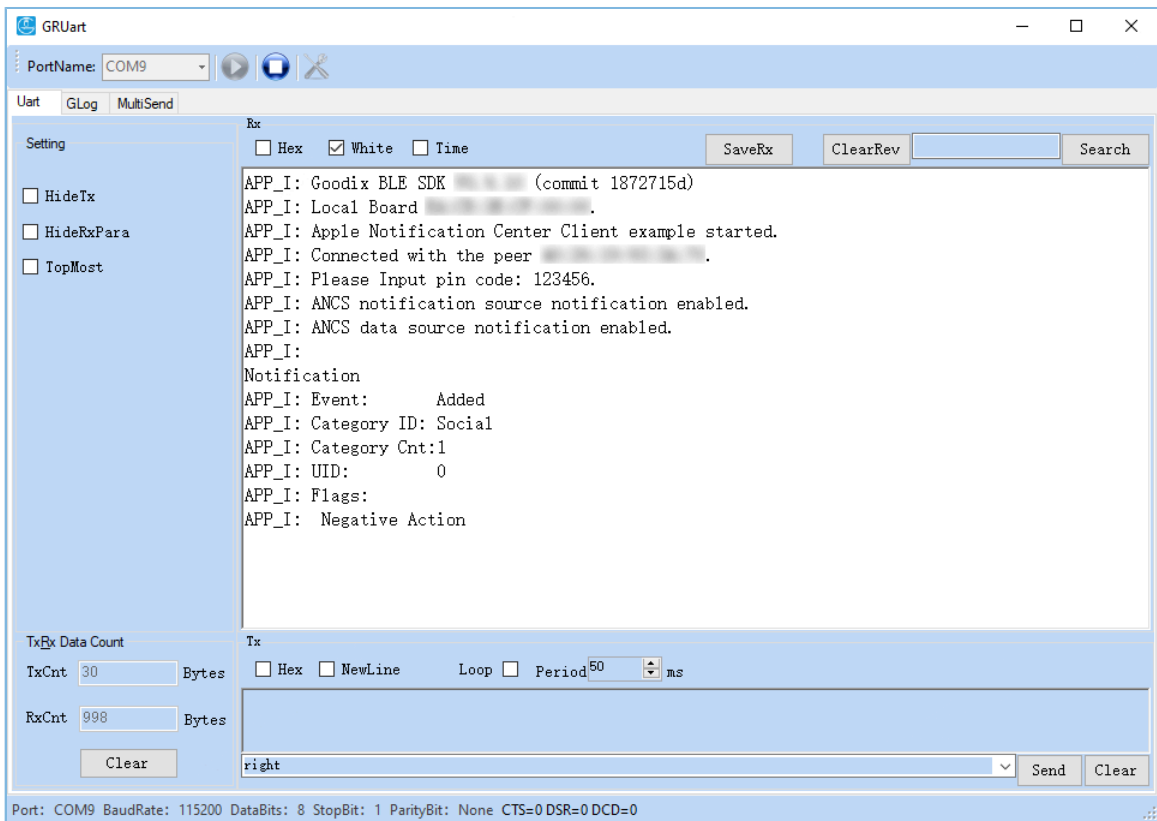 GRUart
PortName: COM9
Uart GLog MultiSend
Setting
HideTx
HideRxPara
TopMost
Rx
Hex White Time SaveRx ClearRev Search
APP_I: Goodix BLE SDK (commit 1872715d)
APP_I: Local Board .
APP_I: Apple Notification Center Client example started.
APP_I: Connected with the peer .
APP_I: Please Input pin code: 123456.
APP_I: ANCS notification source notification enabled.
APP_I: ANCS data source notification enabled.
APP_I:
Notification
APP_I: Event: Added
APP_I: Category ID: Social
APP_I: Category Cnt:1
APP_I: UID: 0
APP_I: Flags:
APP_I: Negative Action
TxRx Data Count
TxCnt 30 Bytes
RxCnt 998 Bytes
Clear
Tx
Hex NewLine Loop Period 50 ms
right Send Clear
Port: COM9 BaudRate: 115200 DataBits: 8 StopBit: 1 ParityBit: None CTS=0 DSR=0 DCD=0